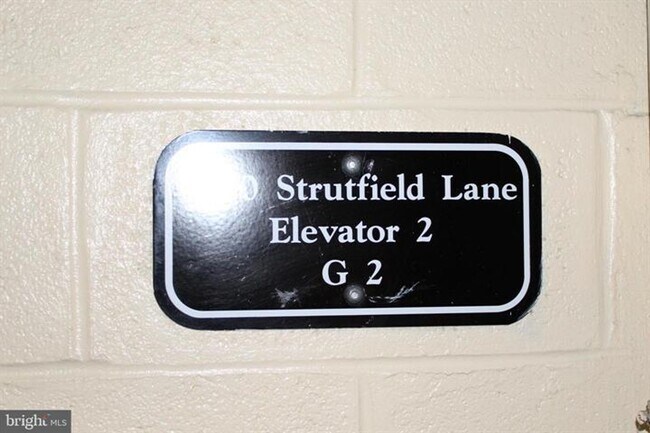 Strutfield Lane
Elevator 2
G 2
bright MLS